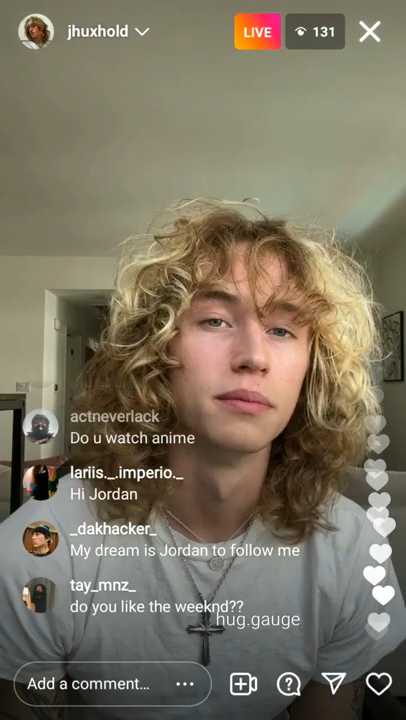 jhuxhold
LIVE
131
actneverlack
Do u watch anime
lariis._.imperio._
Hi Jordan
_dakhacker_
My dream is Jordan to follow me
tay_mnz_
do you like the weeknd??
hug.gauge
Add a comment...